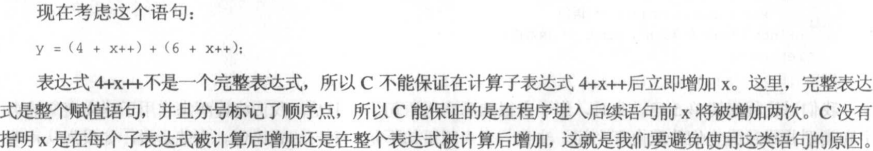 现在考虑这个语句：
y = (4 + x++) + (6 + x++);
表达式 4+x++不是一个完整表达式，所以 C 不能保证在计算子表达式 4+x++后立即增加 x。这里，完整表达
式是整个赋值语句，并且分号标记了顺序点，所以 C 能保证的是在程序进入后续语句前 x 将被增加两次。C 没有
指明 x 是在每个子表达式被计算后增加还是在整个表达式被计算后增加，这就是我们要避免使用这类语句的原因。